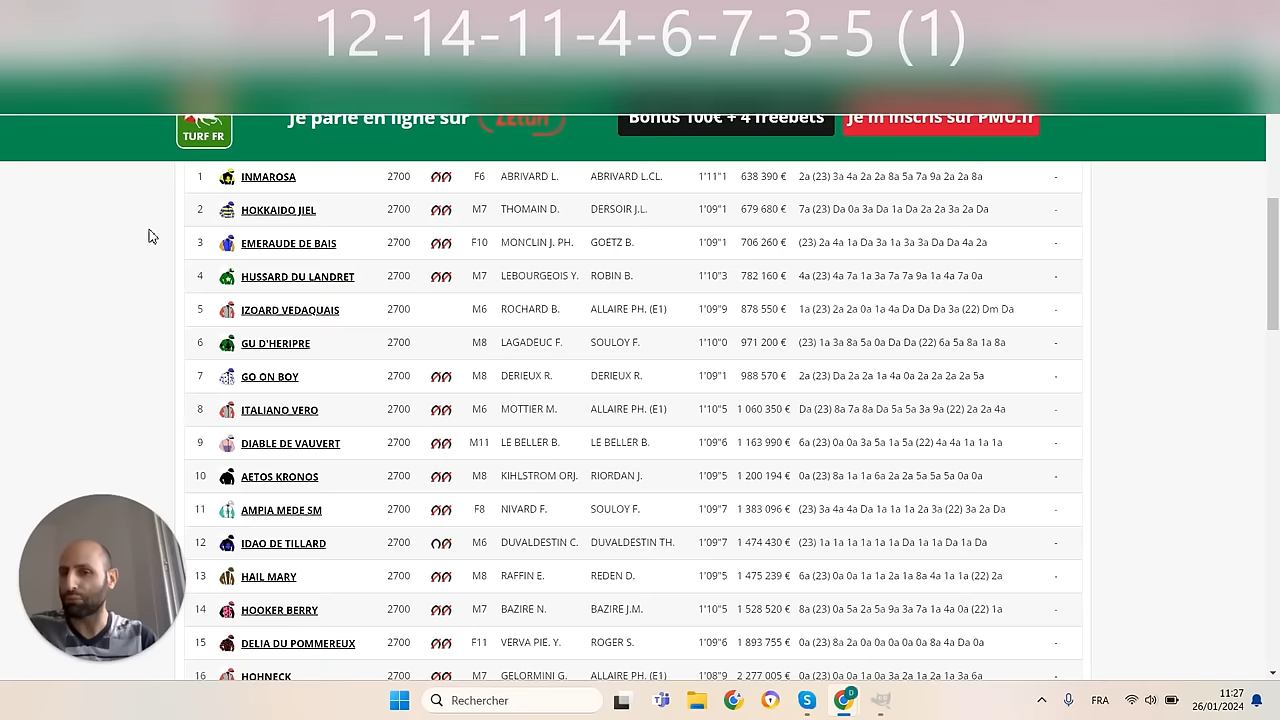 12-14-11-4-6-7-3-5 (1)
TURF FR
Je parie en ligne sur ZEturf
Bonus 100€ + 4 freebets
Je m'inscris sur PMU.fr
1 INMAROSA 2700 F6 ABRIVARD L. ABRIVARD L.CL. 1'11"1 638 390 € 2a (23) 3a 4a 2a 2a 8a 5a 7a 9a 2a 2a 8a -
2 HOKKAIDO JIEL 2700 M7 THOMAIN D. DERSOIR J.L. 1'09"1 679 680 € 7a (23) Da 0a 3a Da 1a Da 2a 2a 3a 2a Da -
3 EMERAUDE DE BAIS 2700 F10 MONCLIN J. PH. GOETZ B. 1'09"1 706 260 € (23) 2a 4a 1a Da 3a 1a 3a 3a Da Da 4a 2a -
4 HUSSARD DU LANDRET 2700 M7 LEBOURGEOIS Y. ROBIN B. 1'10"3 782 160 € 4a (23) 4a 7a 1a 3a 7a 7a 9a 1a 4a 7a 0a -
5 IZOARD VEDAQUAIS 2700 M6 ROCHARD B. ALLAIRE PH. (E1) 1'09"9 878 550 € 1a (23) 2a 2a 0a 1a 4a Da Da Da 3a (22) Dm Da -
6 GU D'HERIPRE 2700 M8 LAGADEUC F. SOULOY F. 1'10"0 971 200 € (23) 1a 3a 8a 5a 0a Da Da (22) 6a 5a 8a 1a 8a -
7 GO ON BOY 2700 M8 DERIEUX R. DERIEUX R. 1'09"1 988 570 € 2a (23) Da 2a 2a 1a 4a 0a 2a 2a 2a 2a 5a -
8 ITALIANO VERO 2700 M6 MOTTIER M. ALLAIRE PH. (E1) 1'10"5 1 060 350 € Da (23) 8a 7a 8a Da 5a 5a 3a 9a (22) 2a 2a 4a -
9 DIABLE DE VAUVERT 2700 M11 LE BELLER B. LE BELLER B. 1'09"6 1 163 990 € 6a (23) 0a 0a 3a 5a 1a 5a (22) 4a 4a 1a 1a 1a -
10 AETOS KRONOS 2700 M8 KIHLSTROM ORJ. RIORDAN J. 1'09"5 1 200 194 € 0a (23) 8a 1a 1a 6a 2a 2a 5a 5a 5a 0a 0a -
11 AMPIA MEDE SM 2700 F8 NIVARD F. SOULOY F. 1'09"7 1 383 096 € (23) 3a 4a 4a Da 1a 1a 1a 2a 3a (22) 3a 2a Da -
12 IDAO DE TILLARD 2700 M6 DUVALDESTIN C. DUVALDESTIN TH. 1'09"7 1 474 430 € (23) 1a 1a 1a 1a 1a 1a Da 1a 1a Da 1a Da -
13 HAIL MARY 2700 M8 RAFFIN E. REDEN D. 1'09"5 1 475 239 € 6a (23) 0a 0a 1a 1a 2a 1a 8a 4a 1a 1a (22) 2a -
14 HOOKER BERRY 2700 M7 BAZIRE N. BAZIRE J.M. 1'10"5 1 528 520 € 8a (23) 0a 5a 2a 5a 9a 3a 7a 1a 4a 0a (22) 1a -
15 DELIA DU POMMEREUX 2700 F11 VERVA PIE. Y. ROGER S. 1'09"6 1 893 755 € 0a (23) 8a 2a 0a 0a 0a 0a 0a 8a 4a Da 0a -
16 HOHNECK 2700 M7 GELORMINI G. ALLAIRE PH. (E1) 1'08"9 2 277 005 € 0a (23) 0a 0a 1a 0a 3a 2a 1a 2a 1a 3a 6a -
Rechercher
FRA
11:27
26/01/2024